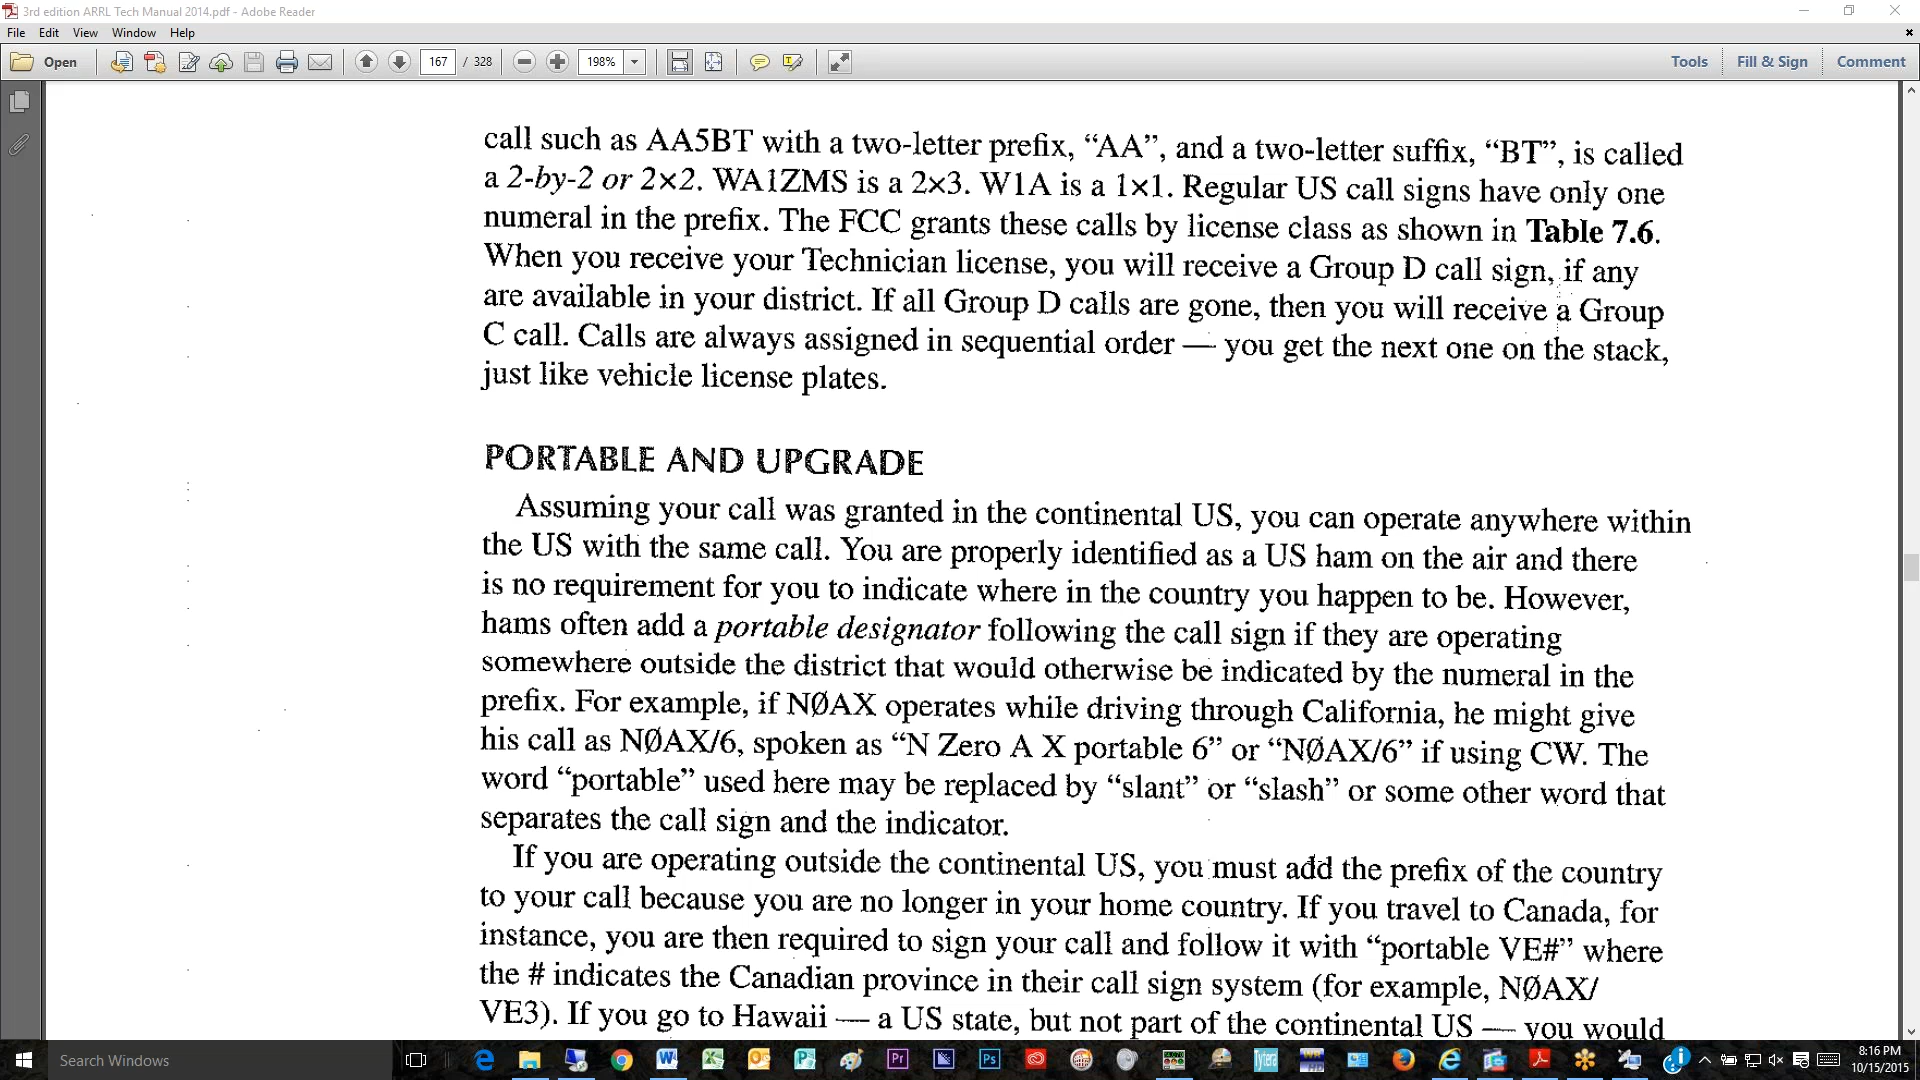 3rd edition ARRL Tech Manual 2014.pdf - Adobe Reader
File Edit View Window Help
Open 167 / 328 198% Tools Fill & Sign Comment
call such as AA5BT with a two-letter prefix, “AA”, and a two-letter suffix, “BT”, is called
a 2-by-2 or 2×2. WA1ZMS is a 2×3. W1A is a 1×1. Regular US call signs have only one
numeral in the prefix. The FCC grants these calls by license class as shown in Table 7.6.
When you receive your Technician license, you will receive a Group D call sign, if any
are available in your district. If all Group D calls are gone, then you will receive a Group
C call. Calls are always assigned in sequential order — you get the next one on the stack,
just like vehicle license plates.
PORTABLE AND UPGRADE
Assuming your call was granted in the continental US, you can operate anywhere within
the US with the same call. You are properly identified as a US ham on the air and there
is no requirement for you to indicate where in the country you happen to be. However,
hams often add a portable designator following the call sign if they are operating
somewhere outside the district that would otherwise be indicated by the numeral in the
prefix. For example, if NØAX operates while driving through California, he might give
his call as NØAX/6, spoken as “N Zero A X portable 6” or “NØAX/6” if using CW. The
word “portable” used here may be replaced by “slant” or “slash” or some other word that
separates the call sign and the indicator.
If you are operating outside the continental US, you must add the prefix of the country
to your call because you are no longer in your home country. If you travel to Canada, for
instance, you are then required to sign your call and follow it with “portable VE#” where
the # indicates the Canadian province in their call sign system (for example, NØAX/
VE3). If you go to Hawaii — a US state, but not part of the continental US — you would
Search Windows
8:16 PM
10/15/2015